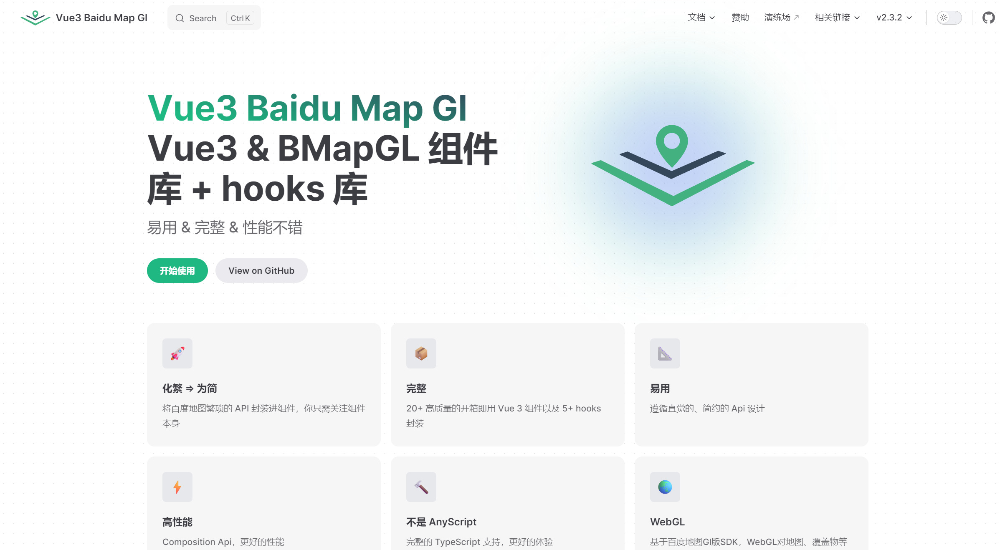 Vue3 Baidu Map Gl
Search Ctrl K
文档 赞助 演练场 相关链接 v2.3.2
Vue3 Baidu Map Gl
Vue3 & BMapGL 组件
库 + hooks 库
易用 & 完整 & 性能不错
开始使用
View on GitHub
化繁 ⇒ 为简
将百度地图繁琐的 API 封装进组件，你只需关注组件
本身
完整
20+ 高质量的开箱即用 Vue 3 组件以及 5+ hooks
封装
易用
遵循直觉的、简约的 Api 设计
高性能
Composition Api，更好的性能
不是 AnyScript
完整的 TypeScript 支持，更好的体验
WebGL
基于百度地图Gl版SDK，WebGL对地图、覆盖物等